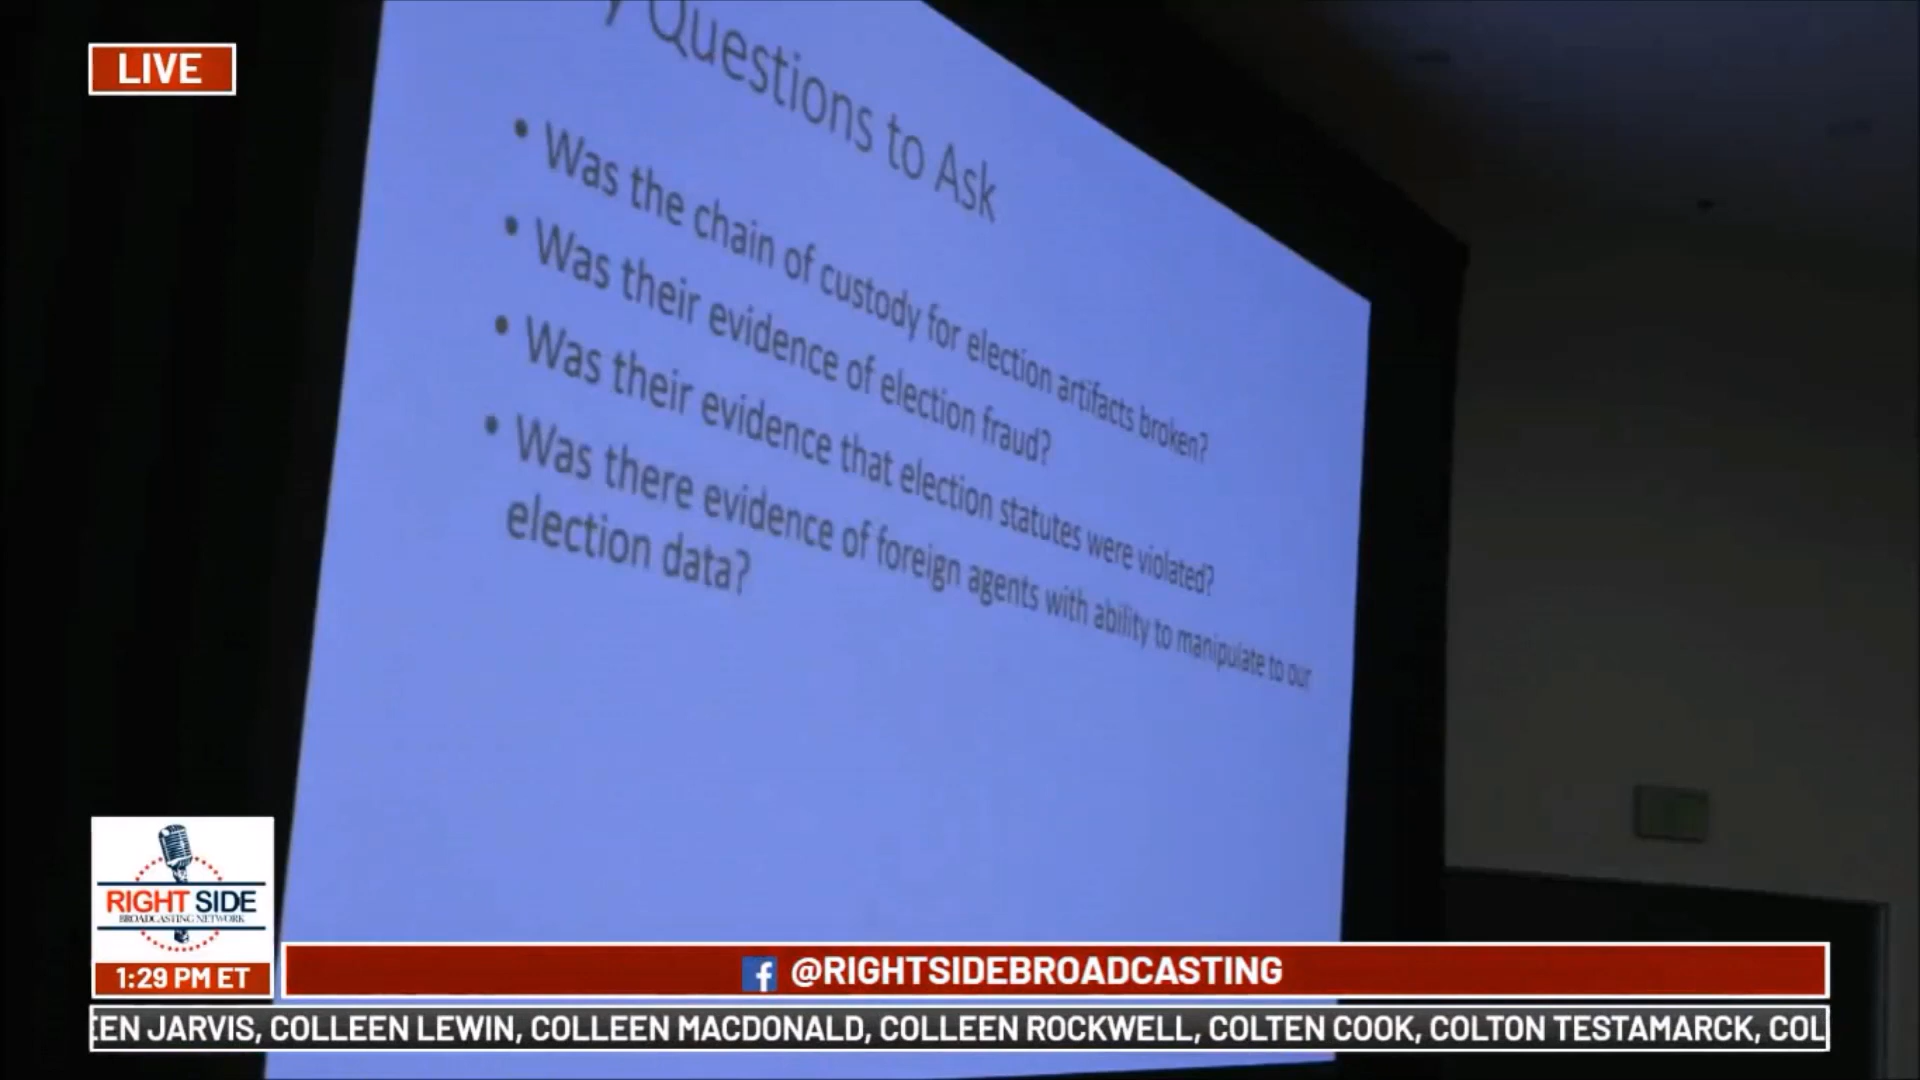 LIVE
y Questions to Ask
• Was the chain of custody for election artifacts broken?
• Was their evidence of election fraud?
• Was their evidence that election statutes were violated?
• Was there evidence of foreign agents with ability to manipulate to our
election data?
RIGHT SIDE
BROADCASTING NETWORK
1:29 PM ET
@RIGHTSIDEBROADCASTING
EEN JARVIS, COLLEEN LEWIN, COLLEEN MACDONALD, COLLEEN ROCKWELL, COLTEN COOK, COLTON TESTAMARCK, COL